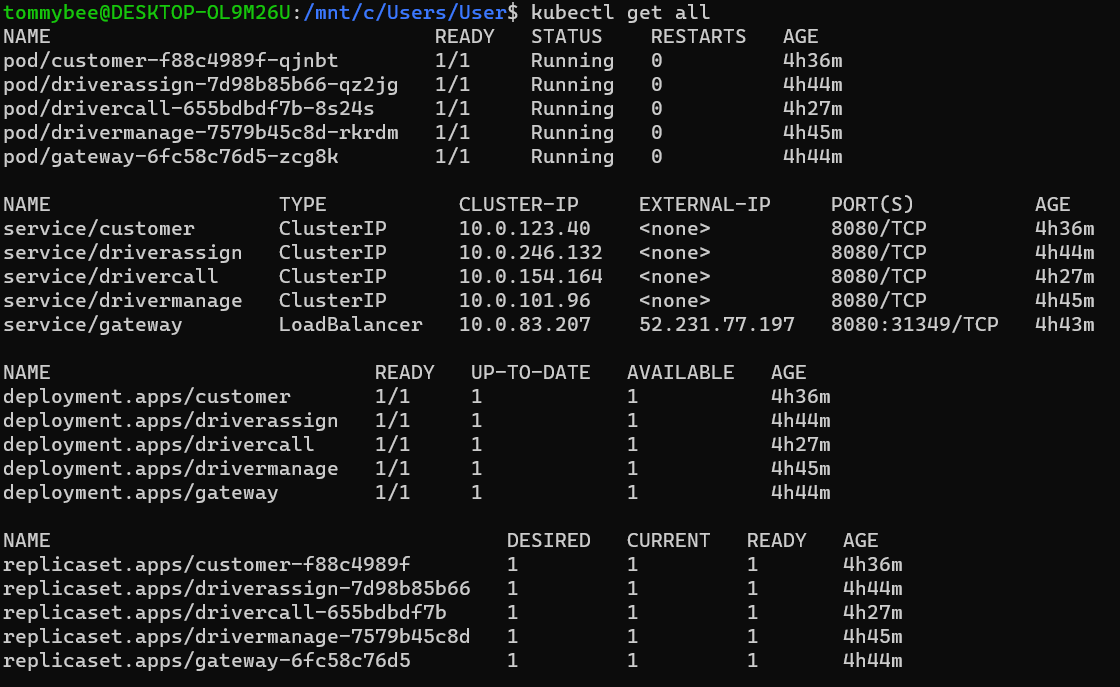 tommybee@DESKTOP-OL9M26U:/mnt/c/Users/User$ kubectl get all
NAME READY STATUS RESTARTS AGE
pod/customer-f88c4989f-qjnbt 1/1 Running 0 4h36m
pod/driverassign-7d98b85b66-qz2jg 1/1 Running 0 4h44m
pod/drivercall-655bdbdf7b-8s24s 1/1 Running 0 4h27m
pod/drivermanage-7579b45c8d-rkrdm 1/1 Running 0 4h45m
pod/gateway-6fc58c76d5-zcg8k 1/1 Running 0 4h44m
NAME TYPE CLUSTER-IP EXTERNAL-IP PORT(S) AGE
service/customer ClusterIP 10.0.123.40 <none> 8080/TCP 4h36m
service/driverassign ClusterIP 10.0.246.132 <none> 8080/TCP 4h44m
service/drivercall ClusterIP 10.0.154.164 <none> 8080/TCP 4h27m
service/drivermanage ClusterIP 10.0.101.96 <none> 8080/TCP 4h45m
service/gateway LoadBalancer 10.0.83.207 52.231.77.197 8080:31349/TCP 4h43m
NAME READY UP-TO-DATE AVAILABLE AGE
deployment.apps/customer 1/1 1 1 4h36m
deployment.apps/driverassign 1/1 1 1 4h44m
deployment.apps/drivercall 1/1 1 1 4h27m
deployment.apps/drivermanage 1/1 1 1 4h45m
deployment.apps/gateway 1/1 1 1 4h44m
NAME DESIRED CURRENT READY AGE
replicaset.apps/customer-f88c4989f 1 1 1 4h36m
replicaset.apps/driverassign-7d98b85b66 1 1 1 4h44m
replicaset.apps/drivercall-655bdbdf7b 1 1 1 4h27m
replicaset.apps/drivermanage-7579b45c8d 1 1 1 4h45m
replicaset.apps/gateway-6fc58c76d5 1 1 1 4h44m